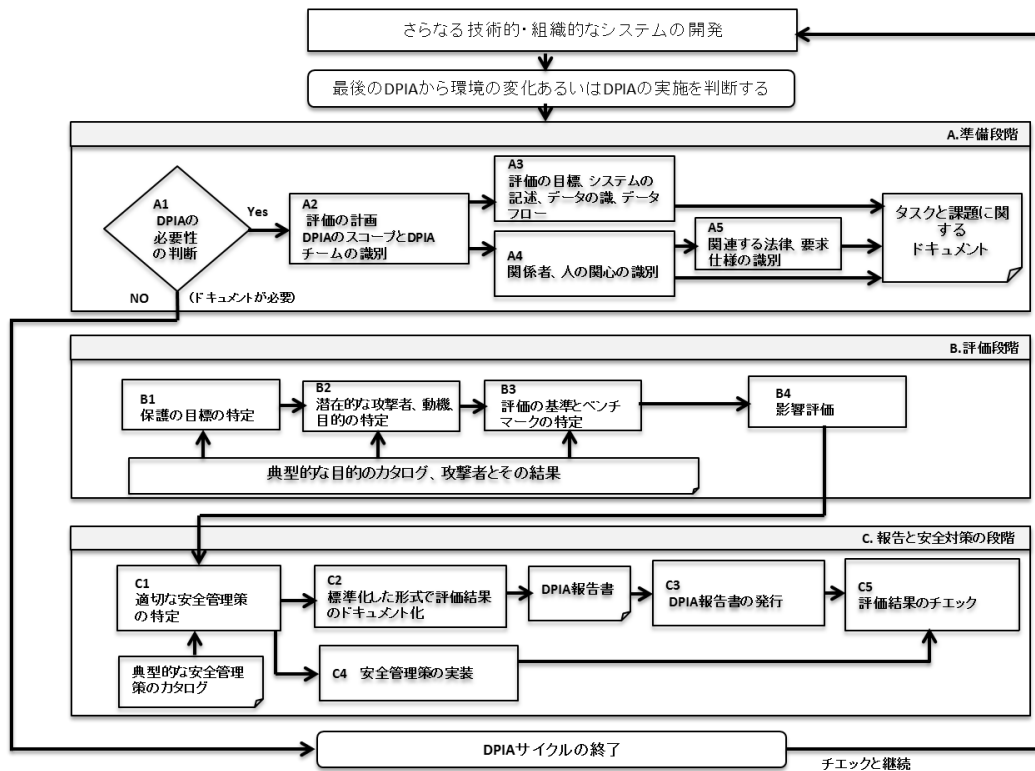 さらなる技術的・組織的なシステムの開発
最後のDPIAから環境の変化あるいはDPIAの実施を判断する
A.準備段階
A1
DPIAの
必要性
の判断
Yes
NO
(ドキュメントが必要)
A2
評価の計画
DPIAのスコープとDPIA
チームの識別
A3
評価の目標、システムの
記述、データの識、データ
フロー
A4
関係者、人の関心の識別
A5
関連する法律、要求
仕様の識別
タスクと課題に関
する
ドキュメント
B.評価段階
B1
保護の目標の特定
B2
潜在的な攻撃者、動機、
目的の特定
B3
評価の基準とベンチ
マークの特定
B4
影響評価
典型的な目的のカタログ、攻撃者とその結果
C. 報告と安全対策の段階
C1
適切な安全管理策
の特定
C2
標準化した形式で評価結果
のドキュメント化
DPIA報告書
C3
DPIA報告書の発行
C5
評価結果のチェック
典型的な安全管理
策のカタログ
C4 安全管理策の実装
DPIAサイクルの終了
チェックと継続